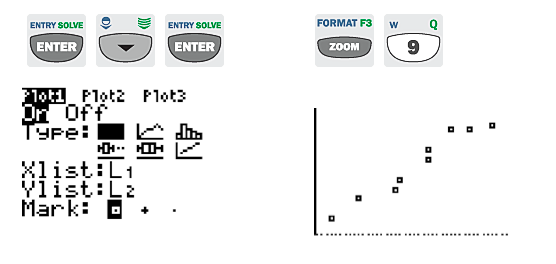 ENTRY SOLVE ENTRY SOLVE FORMAT F3 W Q
ENTER ENTER ZOOM 9
Plot1 Plot2 Plot3
On Off
Type:
Xlist:L1
Ylist:L2
Mark: + ·